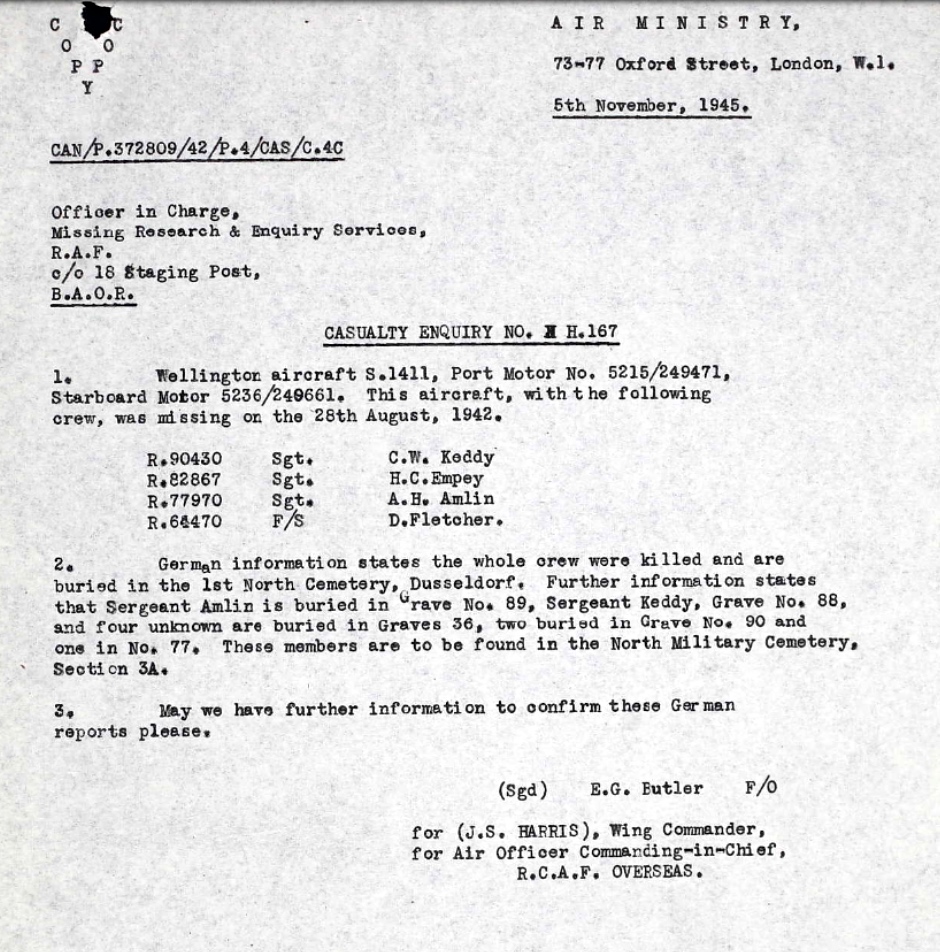 C C
O O
P P
Y
AIR MINISTRY,
73-77 Oxford Street, London, W.1.
5th November, 1945.
CAN/P.372809/42/P.4/CAS/C.4C
Officer in Charge,
Missing Research & Enquiry Services,
R.A.F.
c/o 18 Staging Post,
B.A.O.R.
CASUALTY ENQUIRY NO. H.167
1. Wellington aircraft S.1411, Port Motor No. 5215/249471,
Starboard Motor 5236/249661. This aircraft, with the following
crew, was missing on the 28th August, 1942.
R.90430 Sgt. C.W. Keddy
R.82867 Sgt. H.C.Empey
R.77970 Sgt. A.H. Amlin
R.64470 F/S D.Fletcher.
2. German information states the whole crew were killed and are
buried in the 1st North Cemetery, Dusseldorf. Further information states
that Sergeant Amlin is buried in Grave No. 89, Sergeant Keddy, Grave No. 88,
and four unknown are buried in Graves 36, two buried in Grave No. 90 and
one in No. 77. These members are to be found in the North Military Cemetery,
Section 3A.
3. May we have further information to confirm these German
reports please.
(Sgd) E.G. Butler F/O
for (J.S. HARRIS), Wing Commander,
for Air Officer Commanding-in-Chief,
R.C.A.F. OVERSEAS.